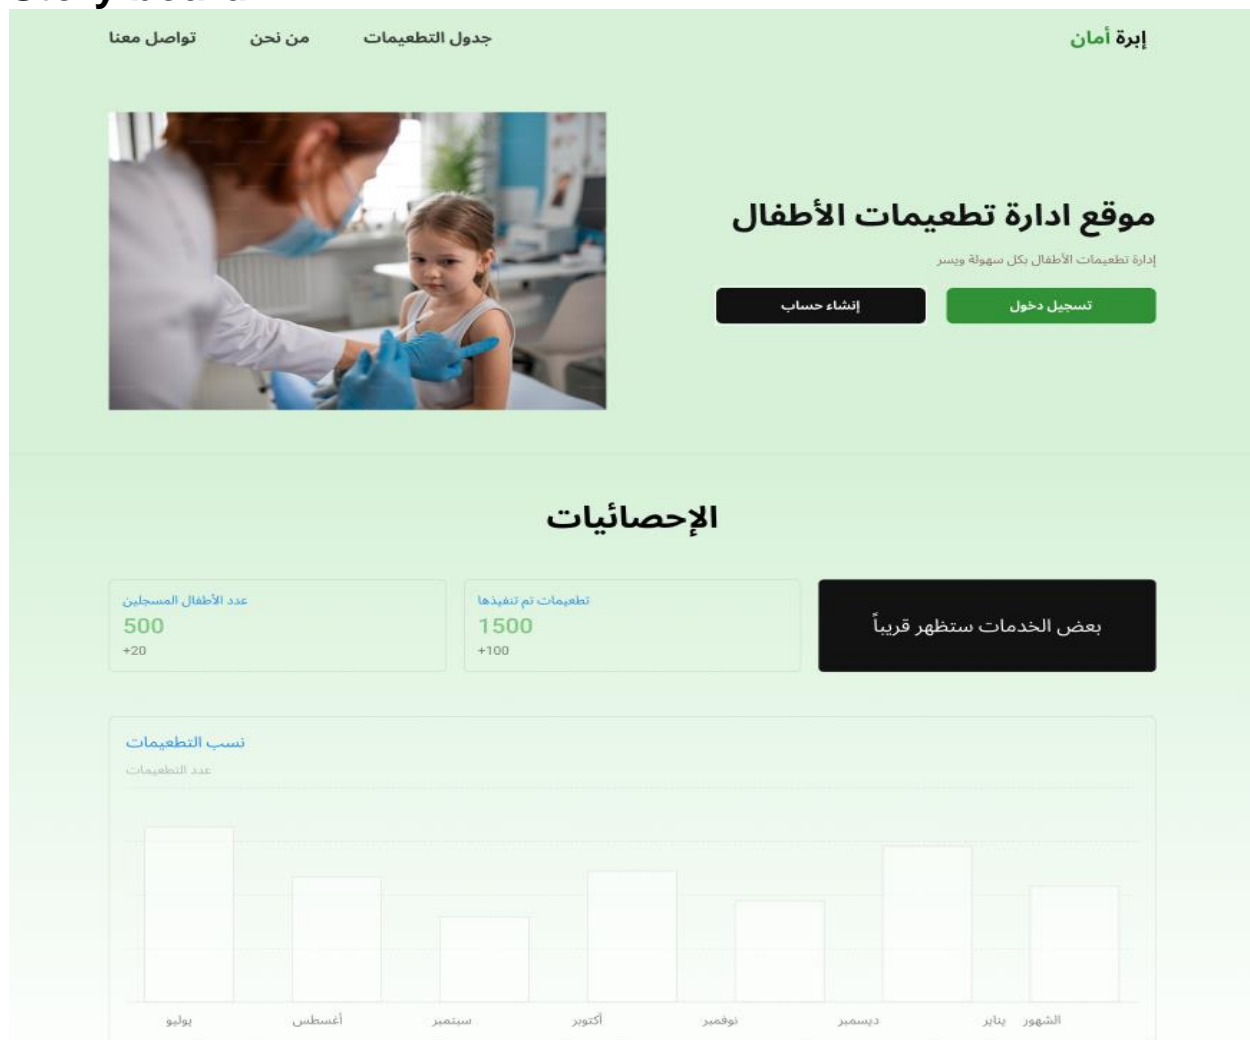 إبرة أمان
جدول التطعيمات
من نحن
تواصل معنا
موقع ادارة تطعيمات الأطفال
إدارة تطعيمات الأطفال بكل سهولة ويسر
تسجيل دخول
إنشاء حساب
الإحصائيات
بعض الخدمات ستظهر قريباً
تطعيمات تم تنفيذها
1500
+100
عدد الأطفال المسجلين
500
+20
نسب التطعيمات
عدد التطعيمات
يوليو
أغسطس
سبتمبر
أكتوبر
نوفمبر
ديسمبر
يناير
الشهور